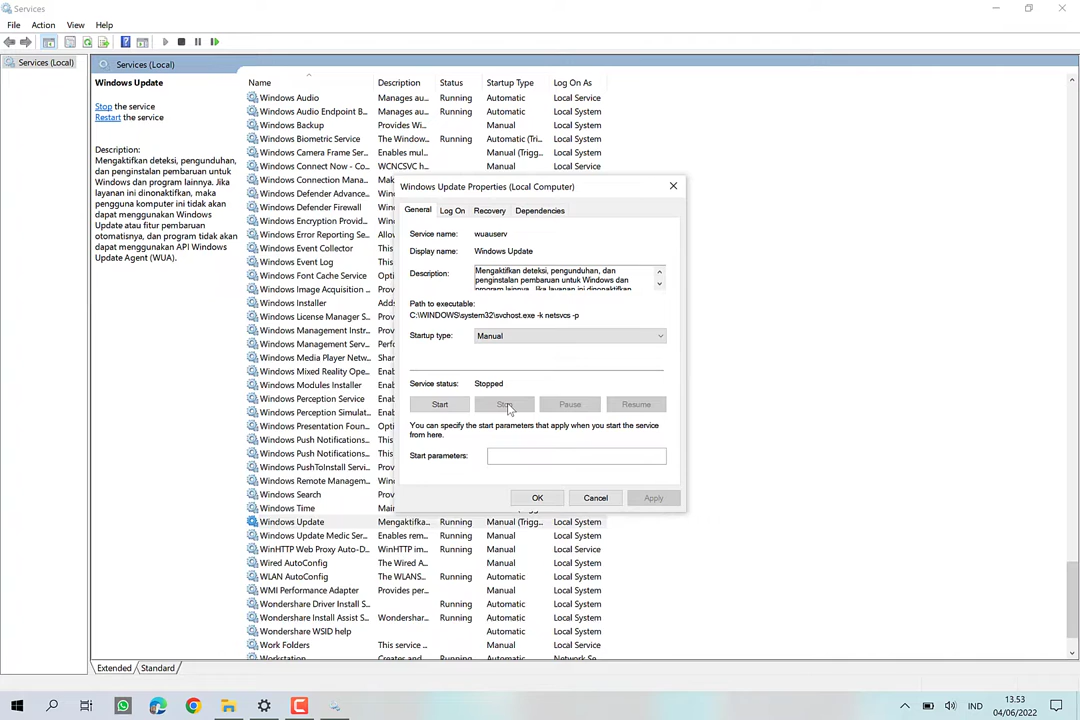 Services
File Action View Help
Services (Local)
Services (Local)
Windows Update
Stop the service
Restart the service
Description:
Mengaktifkan deteksi, pengunduhan,
dan penginstalan pembaruan untuk
Windows dan program lainnya. Jika
layanan ini dinonaktifkan, maka
pengguna komputer ini tidak akan
dapat menggunakan Windows
Update atau fitur pembaruan
otomatisnya, dan program tidak akan
dapat menggunakan API Windows
Update Agent (WUA).
Name Description Status Startup Type Log On As
Windows Audio Manages au... Running Automatic Local Service
Windows Audio Endpoint B... Manages au... Running Automatic Local System
Windows Backup Provides Wi... Manual Local System
Windows Biometric Service The Window... Running Automatic (Tri... Local System
Windows Camera Frame Ser... Enables mul... Manual (Trigg... Local System
Windows Connect Now - Co... WCNCSVC h... Manual Local Service
Windows Connection Mana...
Windows Defender Advance...
Windows Defender Firewall
Windows Encryption Provid...
Windows Error Reporting Se...
Windows Event Collector
Windows Event Log
Windows Font Cache Service
Windows Image Acquisition ...
Windows Installer
Windows License Manager S...
Windows Management Instr...
Windows Management Serv...
Windows Media Player Netw...
Windows Mixed Reality Ope...
Windows Modules Installer
Windows Perception Service
Windows Perception Simulat...
Windows Presentation Foun...
Windows Push Notifications...
Windows Push Notifications...
Windows PushToInstall Servi...
Windows Remote Managem...
Windows Search
Windows Time
Windows Update Mengaktifka... Running Manual (Trigg... Local System
Windows Update Medic Ser... Enables rem... Running Manual Local System
WinHTTP Web Proxy Auto-D... WinHTTP im... Running Manual Local Service
Wired AutoConfig The Wired A... Manual Local System
WLAN AutoConfig The WLANS... Running Automatic Local System
WMI Performance Adapter Provides per... Manual Local System
Wondershare Driver Install S... Running Automatic Local System
Wondershare Install Assist S... Wondershar... Running Automatic Local System
Wondershare WSID help Automatic Local System
Work Folders This service ... Manual Local Service
Workstation Creates and ... Running Automatic Network Se...
Windows Update Properties (Local Computer)
General Log On Recovery Dependencies
Service name: wuauserv
Display name: Windows Update
Description: Mengaktifkan deteksi, pengunduhan, dan
penginstalan pembaruan untuk Windows dan
program lainnya. Jika layanan ini dinonaktifkan,
Path to executable:
C:\WINDOWS\system32\svchost.exe -k netsvcs -p
Startup type: Manual
Service status: Stopped
Start Stop Pause Resume
You can specify the start parameters that apply when you start the service
from here.
Start parameters:
OK Cancel Apply
Extended Standard
IND
13.53
04/06/2022